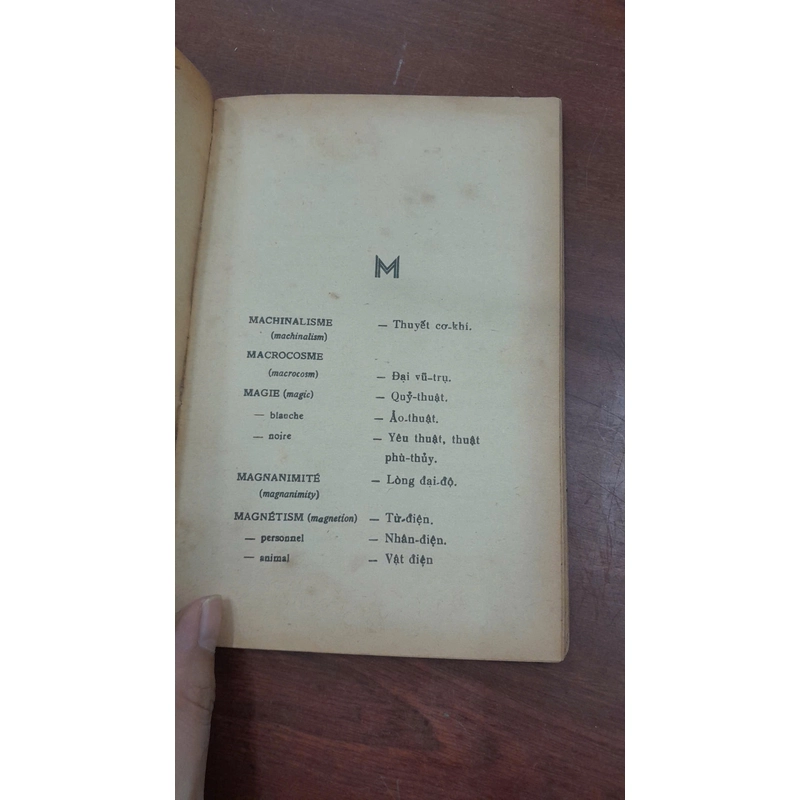 M
MACHINALISME — Thuyết cơ-khí.
(machinalism)
MACROCOSME
(macrocosm) — Đại vũ-trụ.
MAGIE (magic) — Quỷ-thuật.
— blauche — Ảo-thuật.
— noire — Yêu thuật, thuật
phù-thủy.
MAGNANIMITÉ — Lòng đại-độ.
(magnanimity)
MAGNÉTISM (magnetion) — Từ-điện.
— personnel — Nhân-điện.
— animal — Vật điện